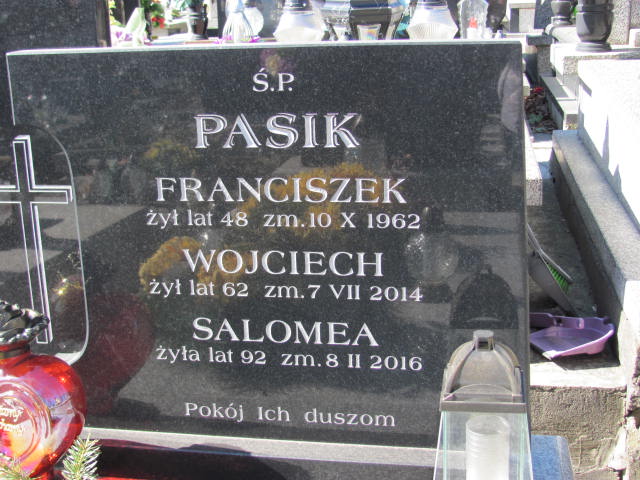 Ś.P.
PASIK
FRANCISZEK
żył lat 48 zm. 10 X 1962
WOJCIECH
żył lat 62 zm. 7 VII 2014
SALOMEA
żyła lat 92 zm. 8 II 2016
Pokój Ich duszom